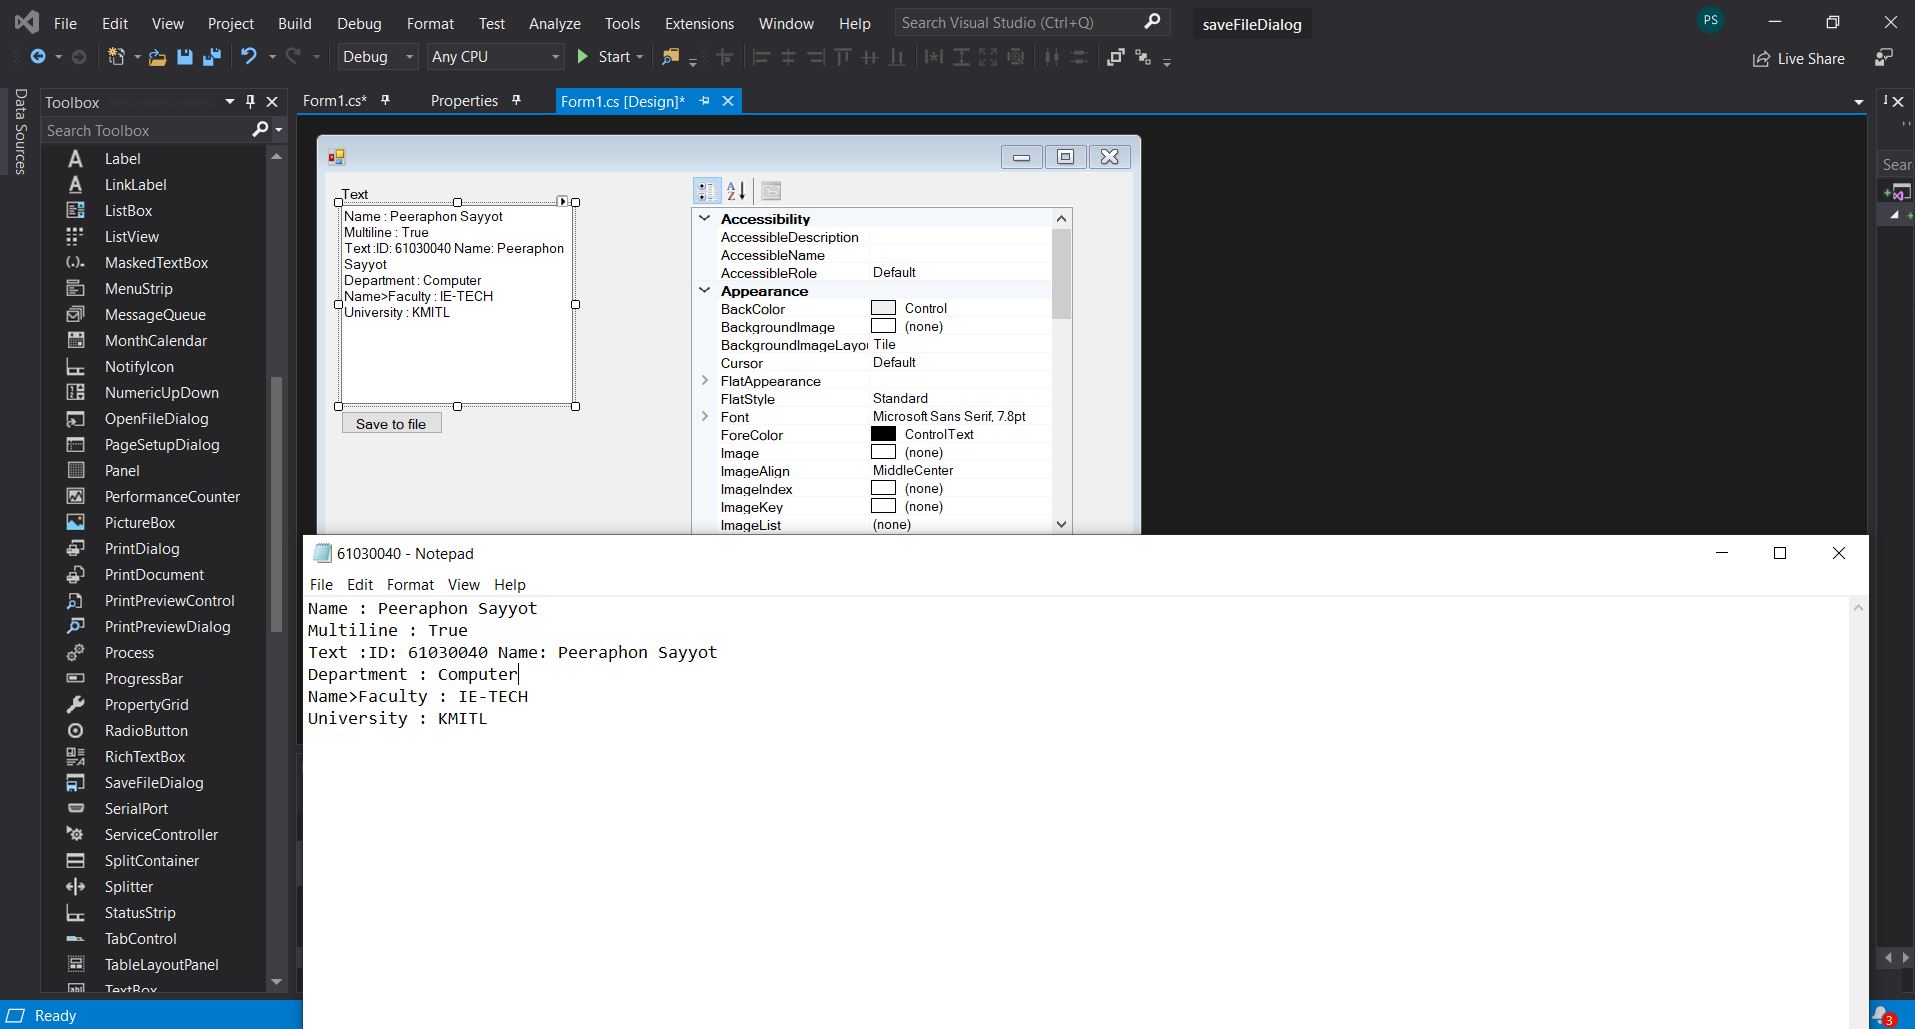 File Edit View Project Build Debug Format Test Analyze Tools Extensions Window Help Search Visual Studio (Ctrl+Q) saveFileDialog PS
Debug Any CPU Start Live Share
Data Sources
Toolbox
Search Toolbox
Label
LinkLabel
ListBox
ListView
MaskedTextBox
MenuStrip
MessageQueue
MonthCalendar
NotifyIcon
NumericUpDown
OpenFileDialog
PageSetupDialog
Panel
PerformanceCounter
PictureBox
PrintDialog
PrintDocument
PrintPreviewControl
PrintPreviewDialog
Process
ProgressBar
PropertyGrid
RadioButton
RichTextBox
SaveFileDialog
SerialPort
ServiceController
SplitContainer
Splitter
StatusStrip
TabControl
TableLayoutPanel
TextBox
Form1.cs* Properties Form1.cs [Design]*
Text
Name : Peeraphon Sayyot
Multiline : True
Text :ID: 61030040 Name: Peeraphon
Sayyot
Department : Computer
Name>Faculty : IE-TECH
University : KMITL
Save to file
Accessibility
AccessibleDescription
AccessibleName
AccessibleRole Default
Appearance
BackColor Control
BackgroundImage (none)
BackgroundImageLayou Tile
Cursor Default
FlatAppearance
FlatStyle Standard
Font Microsoft Sans Serif, 7.8pt
ForeColor ControlText
Image (none)
ImageAlign MiddleCenter
ImageIndex (none)
ImageKey (none)
ImageList (none)
Sear
61030040 - Notepad
File Edit Format View Help
Name : Peeraphon Sayyot
Multiline : True
Text :ID: 61030040 Name: Peeraphon Sayyot
Department : Computer
Name>Faculty : IE-TECH
University : KMITL
Ready
3